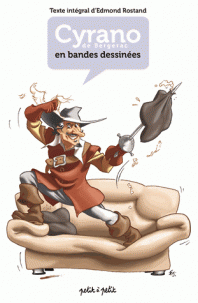 Texte intégral d'Edmond Rostand
Cyrano
de Bergerac
en bandes dessinées
petit à petit